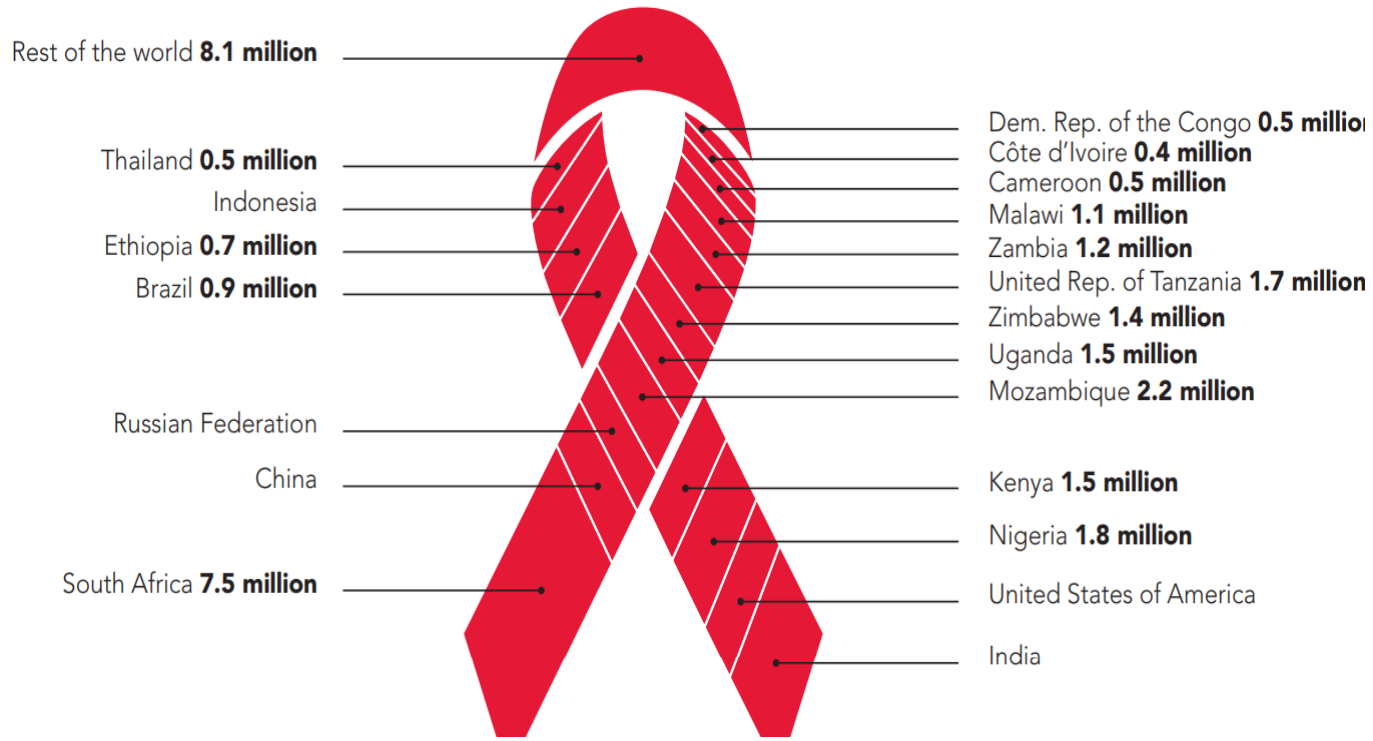 Rest of the world 8.1 million
Thailand 0.5 million
Indonesia
Ethiopia 0.7 million
Brazil 0.9 million
Russian Federation
China
South Africa 7.5 million
Dem. Rep. of the Congo 0.5 million
Côte d'Ivoire 0.4 million
Cameroon 0.5 million
Malawi 1.1 million
Zambia 1.2 million
United Rep. of Tanzania 1.7 million
Zimbabwe 1.4 million
Uganda 1.5 million
Mozambique 2.2 million
Kenya 1.5 million
Nigeria 1.8 million
United States of America
India